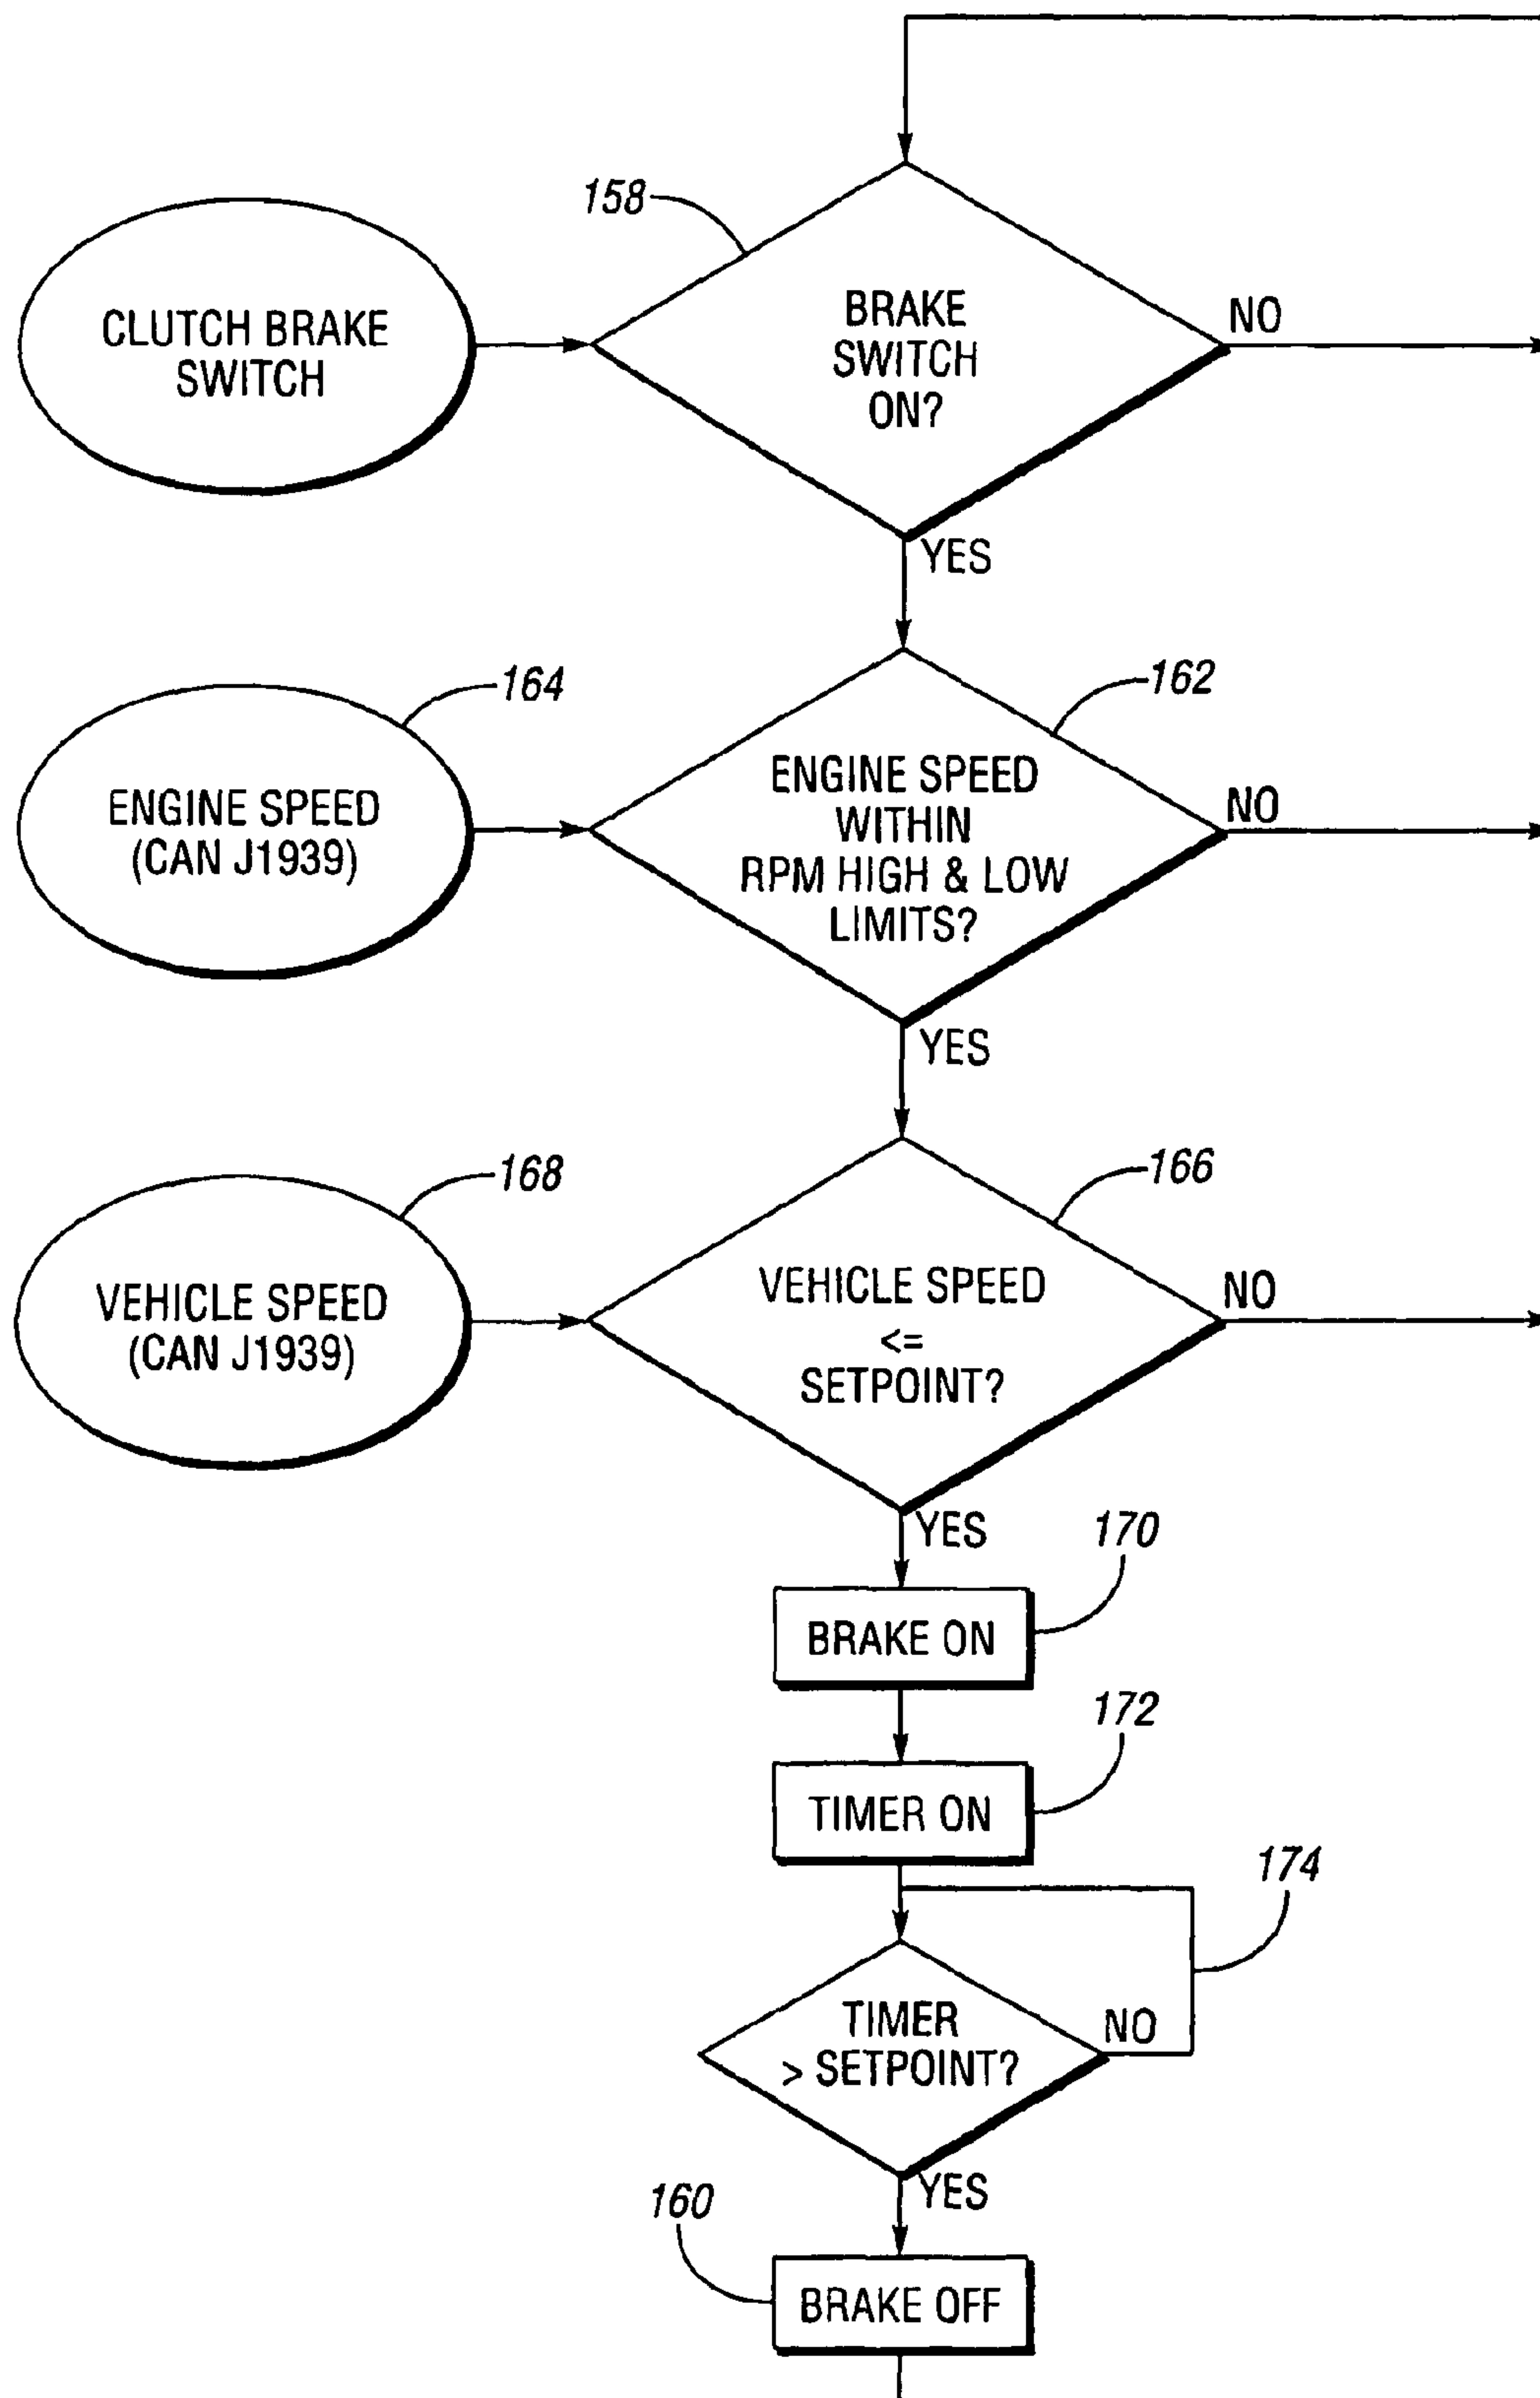 158
CLUTCH BRAKE
SWITCH
BRAKE
SWITCH
ON?
NO
YES
164
162
ENGINE SPEED
(CAN J1939)
ENGINE SPEED
WITHIN
RPM HIGH & LOW
LIMITS?
NO
YES
168
166
VEHICLE SPEED
(CAN J1939)
VEHICLE SPEED
<=
SETPOINT?
NO
YES
170
BRAKE ON
172
TIMER ON
174
TIMER
> SETPOINT?
NO
YES
160
BRAKE OFF